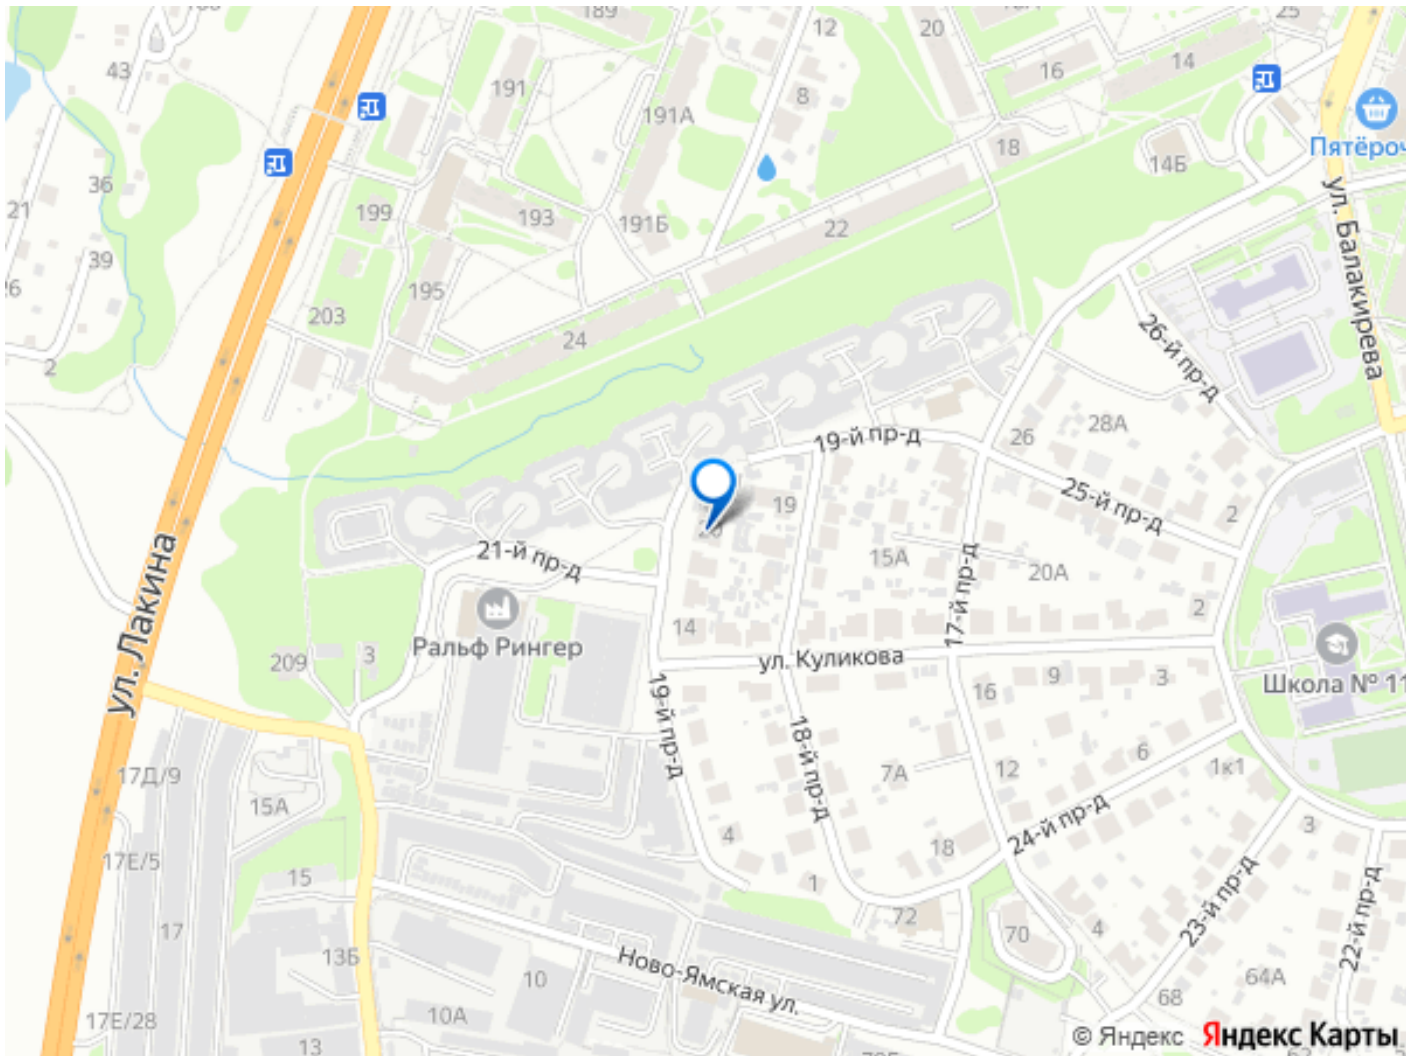 189
12
20
25
43
191
16
14
8
191А
Пятёроч
18
14Б
36
21
199
193
191Б
22
ул. Балакирева
39
26
195
203
24
2
26-й пр-д
28А
26
19-й пр-д
25-й пр-д
19
2
ул. Лакина
21-й пр-д
15А
20А
17-й пр-д
2
Ральф Рингер
14
209
3
ул. Куликова
9
3
16
Школа № 11
19-й пр-д
18-й пр-д
6
1к1
17Д/9
7А
12
15А
24-й пр-д
3
4
18
17Е/5
15
1
23-й пр-д
22-й пр-д
72
70
4
17
13Б
10
Ново-Ямская ул.
64А
68
17Е/28
10А
13
© Яндекс Яндекс Карты